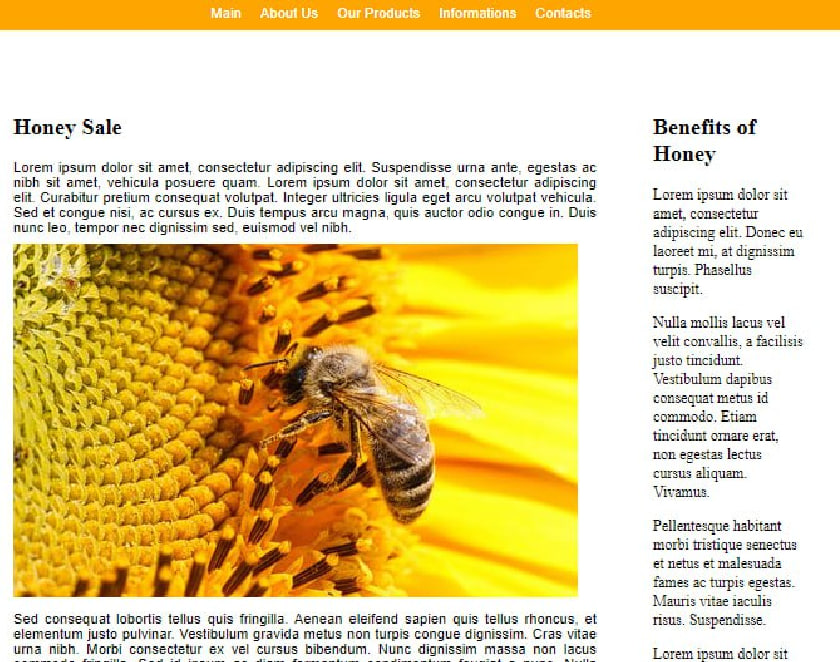 Main About Us Our Products Informations Contacts
Honey Sale
Lorem ipsum dolor sit amet, consectetur adipiscing elit. Suspendisse urna ante, egestas ac
nibh sit amet, vehicula posuere quam. Lorem ipsum dolor sit amet, consectetur adipiscing
elit. Curabitur pretium consequat volutpat. Integer ultricies ligula eget arcu volutpat vehicula.
Sed et congue nisi, ac cursus ex. Duis tempus arcu magna, quis auctor odio congue in. Duis
nunc leo, tempor nec dignissim sed, euismod vel nibh.
Sed consequat lobortis tellus quis fringilla. Aenean eleifend sapien quis tellus rhoncus, et
elementum justo pulvinar. Vestibulum gravida metus non turpis congue dignissim. Cras vitae
urna nibh. Morbi consectetur ex vel cursus bibendum. Nunc dignissim massa non lacus
Benefits of
Honey
Lorem ipsum dolor sit
amet, consectetur
adipiscing elit. Donec eu
laoreet mi, at dignissim
turpis. Phasellus
suscipit.
Nulla mollis lacus vel
velit convallis, a facilisis
justo tincidunt.
Vestibulum dapibus
consequat metus id
commodo. Etiam
tincidunt ornare erat,
non egestas lectus
cursus aliquam.
Vivamus.
Pellentesque habitant
morbi tristique senectus
et netus et malesuada
fames ac turpis egestas.
Mauris vitae iaculis
risus. Suspendisse.
Lorem ipsum dolor sit